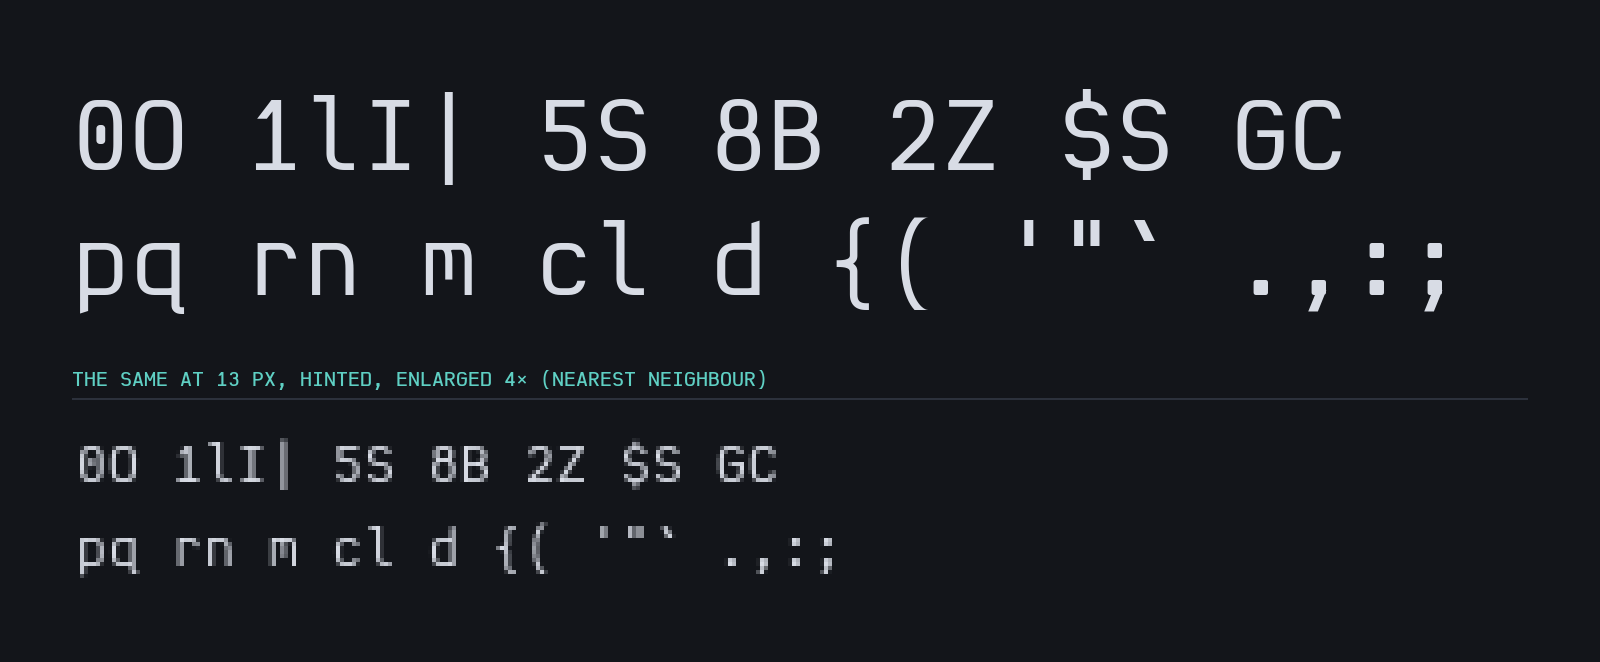 0O 1lI| 5S 8B 2Z $S GC
pq rn m cl d {( '"` .,:;
THE SAME AT 13 PX, HINTED, ENLARGED 4× (NEAREST NEIGHBOUR)
0O 1lI| 5S 8B 2Z $S GC
pq rn m cl d {( '"` .,:;